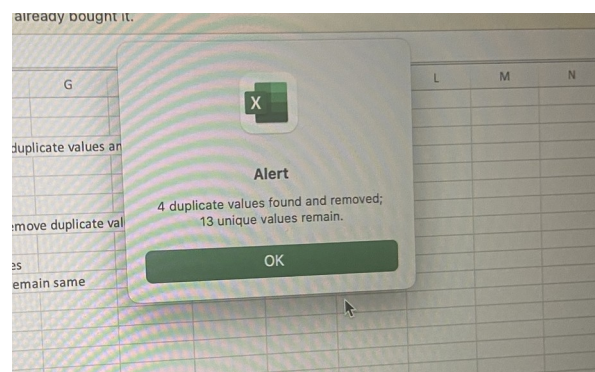 already bought it.
G
L
M
N
X
duplicate values an
Alert
4 duplicate values found and removed;
13 unique values remain.
emove duplicate val
OK
es
emain same